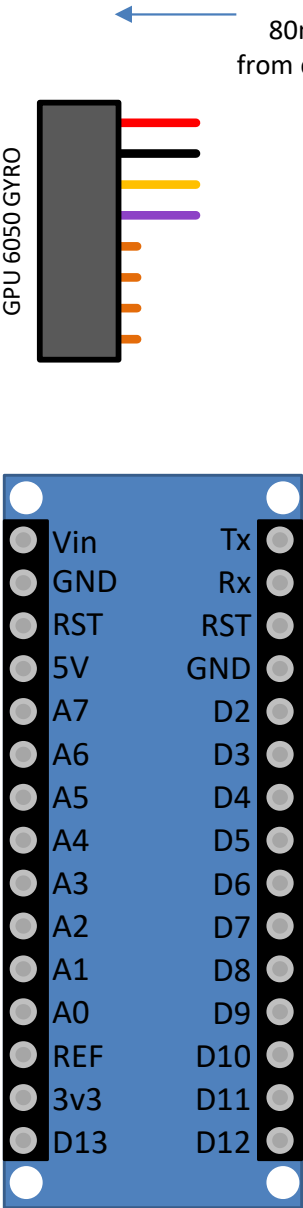 80
from
GPU 6050 GYRO
Vin Tx
GND Rx
RST RST
5V GND
A7 D2
A6 D3
A5 D4
A4 D5
A3 D6
A2 D7
A1 D8
A0 D9
REF D10
3v3 D11
D13 D12